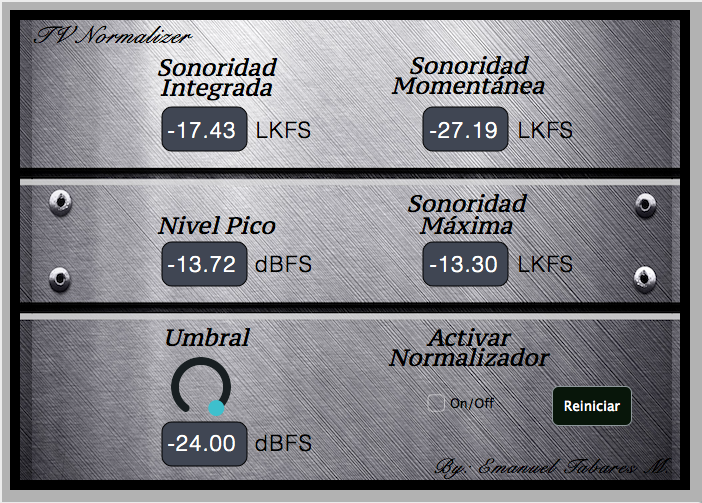 TV Normalizer
Sonoridad
Integrada
-17.43 LKFS
Sonoridad
Momentánea
-27.19 LKFS
Nivel Pico
-13.72 dBFS
Sonoridad
Máxima
-13.30 LKFS
Umbral
-24.00 dBFS
Activar
Normalizador
On/Off
Reiniciar
By: Emanuel Tabares M.